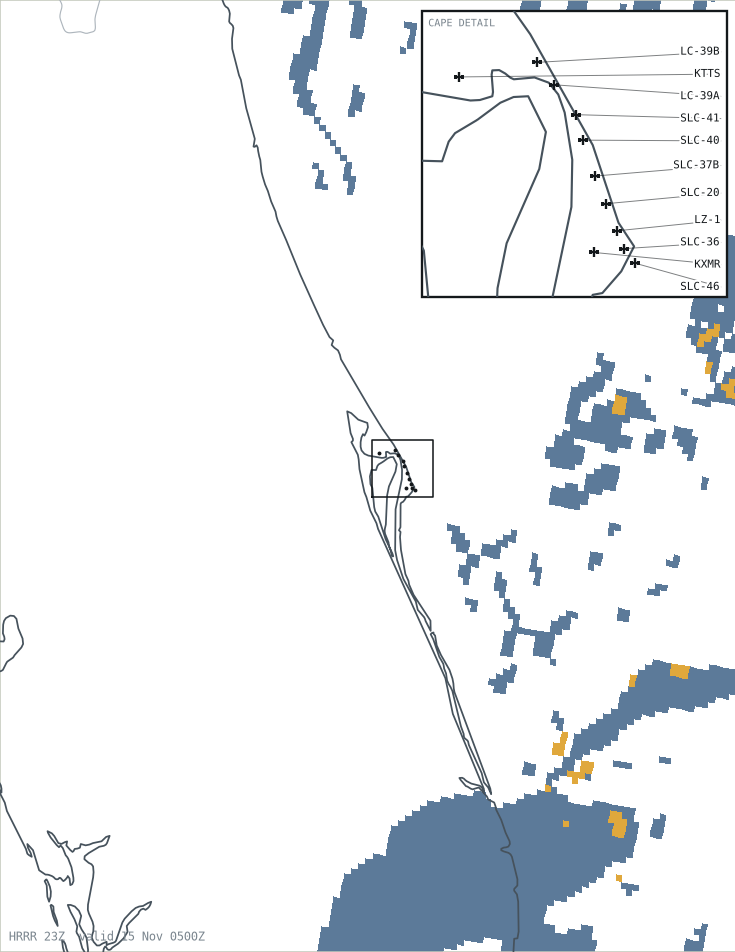 CAPE DETAIL
LC-39B
KTTS
LC-39A
SLC-41
SLC-40
SLC-37B
SLC-20
LZ-1
SLC-36
KXMR
SLC-46
HRRR 23Z valid 15 Nov 0500Z